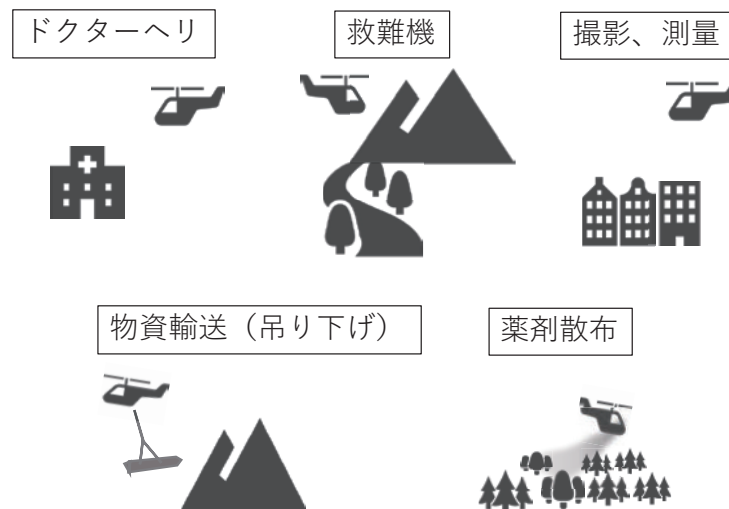 ドクターヘリ
救難機
撮影、測量
物資輸送（吊り下げ）
薬剤散布